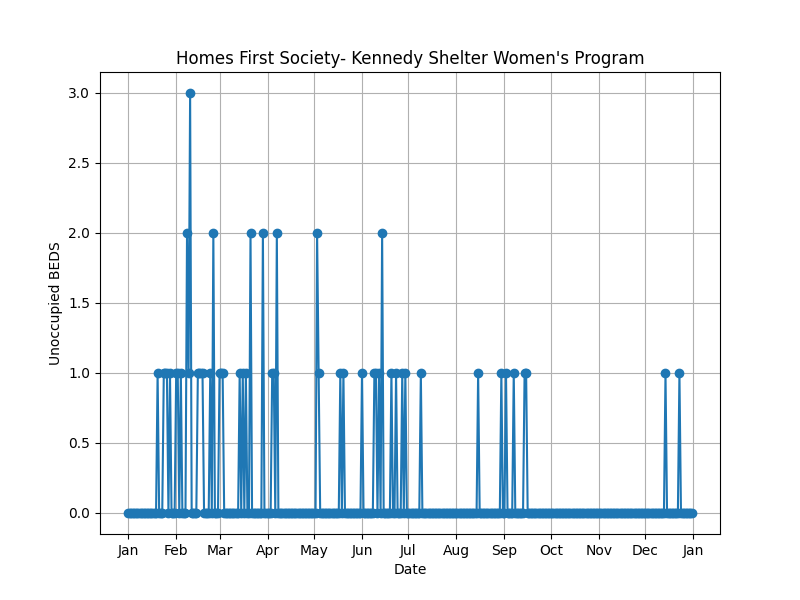 Homes First Society- Kennedy Shelter Women's Program
3.0
2.5
2.0
1.5
1.0
0.5
0.0
Unoccupied BEDS
Jan Feb Mar Apr May Jun Jul Aug Sep Oct Nov Dec Jan
Date